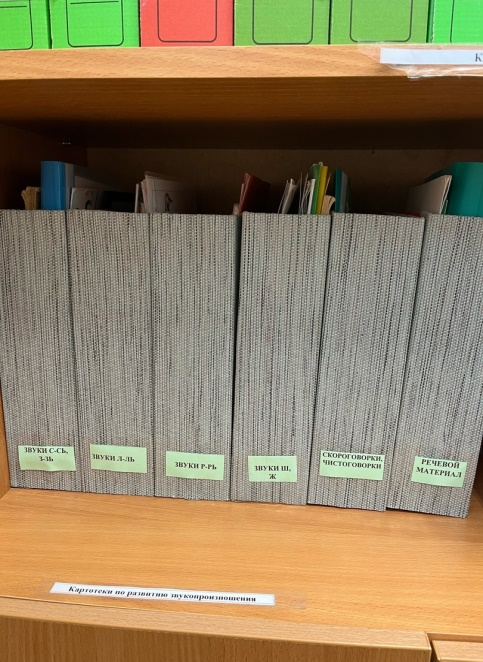 К
ЗВУКИ С-СЬ,
З-ЗЬ
ЗВУКИ Л-ЛЬ
ЗВУКИ Р-РЬ
ЗВУКИ Ш,
Ж
СКОРОГОВОРКИ,
ЧИСТОГОВОРКИ
РЕЧЕВОЙ
МАТЕРИАЛ
Картотеки по развитию звукопроизношения